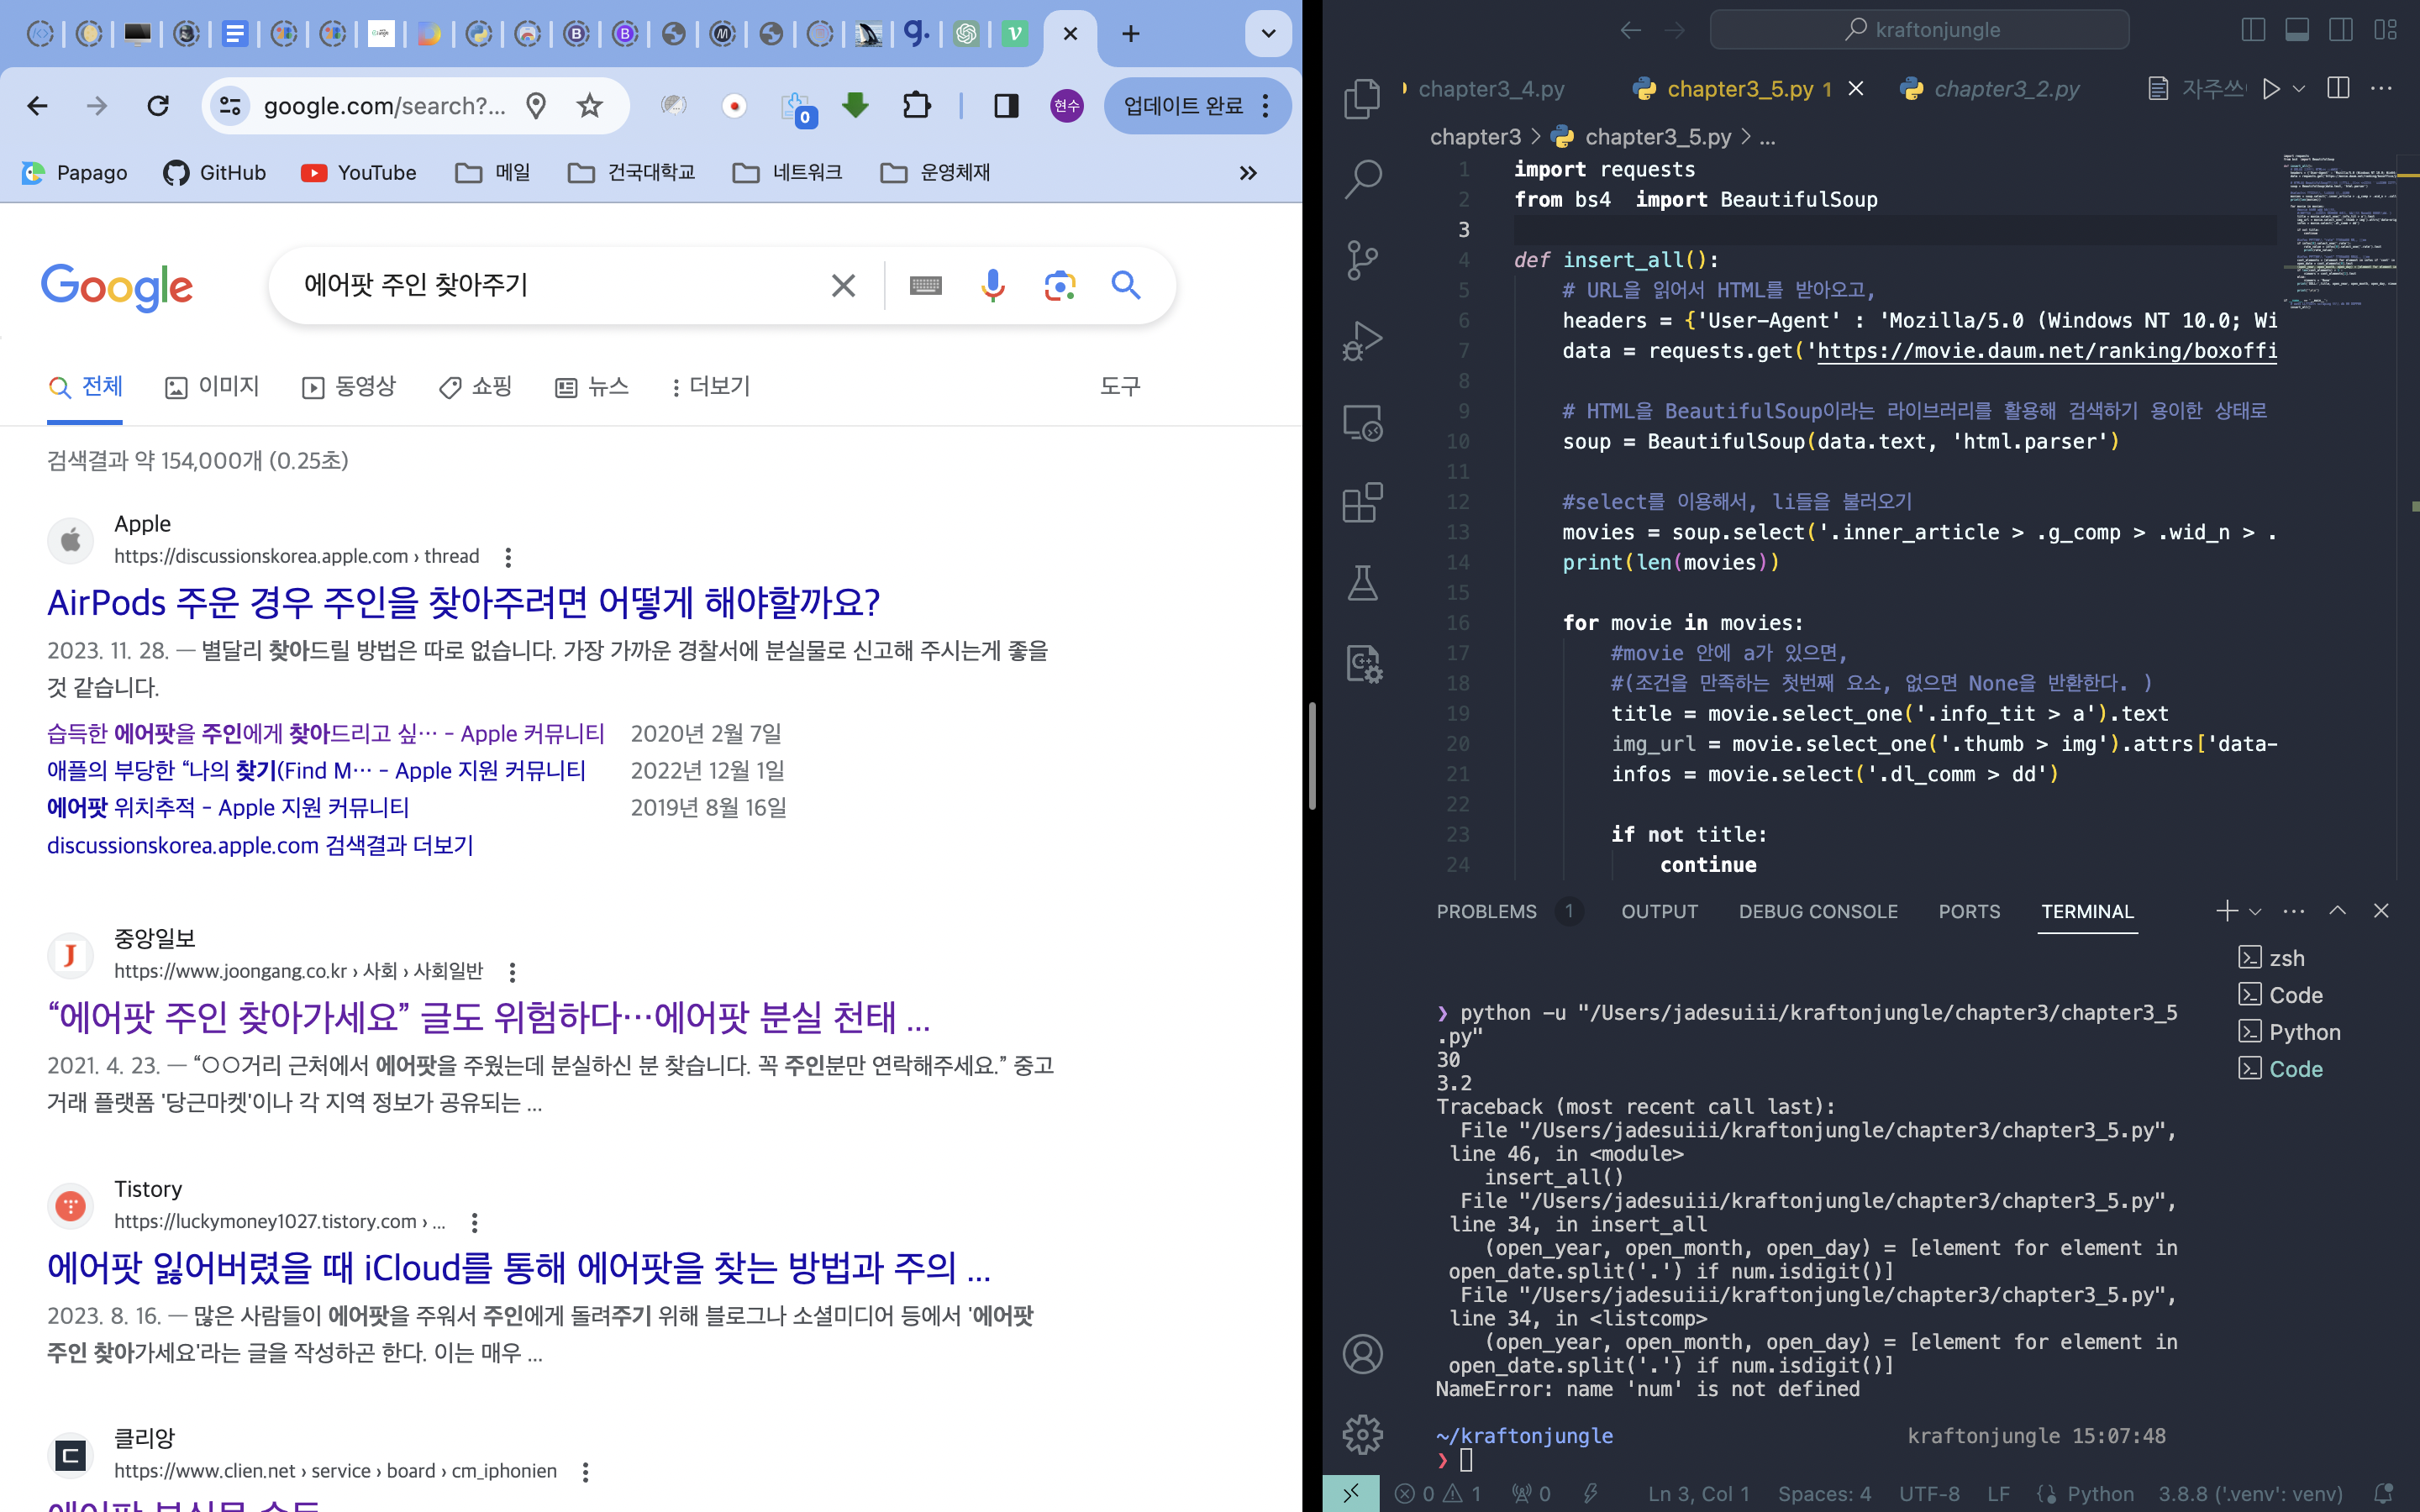 google.com/search?...
현수
업데이트 완료
0
Papago
GitHub
YouTube
메일
건국대학교
네트워크
운영체재
Google
에어팟 주인 찾아주기
전체
이미지
동영상
쇼핑
뉴스
더보기
도구
검색결과 약 154,000개 (0.25초)
Apple
https://discussionskorea.apple.com › thread
AirPods 주운 경우 주인을 찾아주려면 어떻게 해야할까요?
2023. 11. 28. — 별달리 찾아드릴 방법은 따로 없습니다. 가장 가까운 경찰서에 분실물로 신고해 주시는게 좋을
것 같습니다.
습득한 에어팟을 주인에게 찾아드리고 싶… - Apple 커뮤니티 2020년 2월 7일
애플의 부당한 “나의 찾기(Find M… - Apple 지원 커뮤니티 2022년 12월 1일
에어팟 위치추적 - Apple 지원 커뮤니티 2019년 8월 16일
discussionskorea.apple.com 검색결과 더보기
중앙일보
https://www.joongang.co.kr › 사회 › 사회일반
“에어팟 주인 찾아가세요” 글도 위험하다…에어팟 분실 천태 ...
2021. 4. 23. — “○○거리 근처에서 에어팟을 주웠는데 분실하신 분 찾습니다. 꼭 주인분만 연락해주세요.” 중고
거래 플랫폼 '당근마켓'이나 각 지역 정보가 공유되는 ...
Tistory
https://luckymoney1027.tistory.com › ...
에어팟 잃어버렸을 때 iCloud를 통해 에어팟을 찾는 방법과 주의 ...
2023. 8. 16. — 많은 사람들이 에어팟을 주워서 주인에게 돌려주기 위해 블로그나 소셜미디어 등에서 '에어팟
주인 찾아가세요'라는 글을 작성하곤 한다. 이는 매우 ...
클리앙
https://www.clien.net › service › board › cm_iphonien
kraftonjungle
chapter3_4.py
chapter3_5.py 1
chapter3_2.py
자주쓰
chapter3 > chapter3_5.py > ...
1 import requests
2 from bs4  import BeautifulSoup
3
4 def insert_all():
5 # URL을 읽어서 HTML를 받아오고,
6 headers = {'User-Agent' : 'Mozilla/5.0 (Windows NT 10.0; Wi
7 data = requests.get('https://movie.daum.net/ranking/boxoffi
8
9 # HTML을 BeautifulSoup이라는 라이브러리를 활용해 검색하기 용이한 상태로
10 soup = BeautifulSoup(data.text, 'html.parser')
11
12 #select를 이용해서, li들을 불러오기
13 movies = soup.select('.inner_article > .g_comp > .wid_n > .
14 print(len(movies))
15
16 for movie in movies:
17 #movie 안에 a가 있으면,
18 #(조건을 만족하는 첫번째 요소, 없으면 None을 반환한다. )
19 title = movie.select_one('.info_tit > a').text
20 img_url = movie.select_one('.thumb > img').attrs['data-
21 infos = movie.select('.dl_comm > dd')
22
23 if not title:
24 continue
PROBLEMS 1
OUTPUT
DEBUG CONSOLE
PORTS
TERMINAL
zsh
Code
Python
Code
❯ python -u "/Users/jadesuiii/kraftonjungle/chapter3/chapter3_5
.py"
30
3.2
Traceback (most recent call last):
File "/Users/jadesuiii/kraftonjungle/chapter3/chapter3_5.py",
line 46, in <module>
insert_all()
File "/Users/jadesuiii/kraftonjungle/chapter3/chapter3_5.py",
line 34, in insert_all
(open_year, open_month, open_day) = [element for element in
open_date.split('.') if num.isdigit()]
File "/Users/jadesuiii/kraftonjungle/chapter3/chapter3_5.py",
line 34, in <listcomp>
(open_year, open_month, open_day) = [element for element in
open_date.split('.') if num.isdigit()]
NameError: name 'num' is not defined
~/kraftonjungle kraftonjungle 15:07:48
❯
0 1 0 Ln 3, Col 1 Spaces: 4 UTF-8 LF Python 3.8.8 ('.venv': venv)